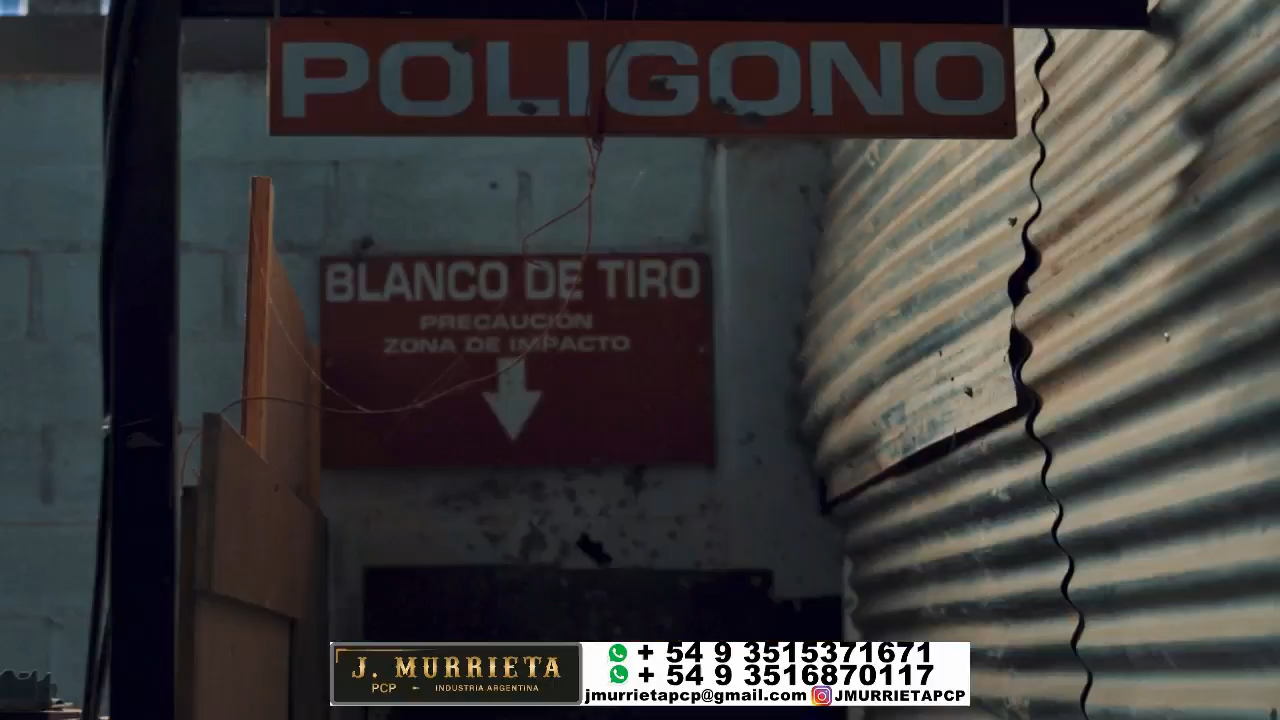 POLIGONO
BLANCO DE TIRO
PRECAUCIÓN
ZONA DE IMPACTO
J. MURRIETA
PCP - INDUSTRIA ARGENTINA
+ 54 9 3515371671
+ 54 9 3516870117
jmurrietapcp@gmail.com JMURRIETAPCP